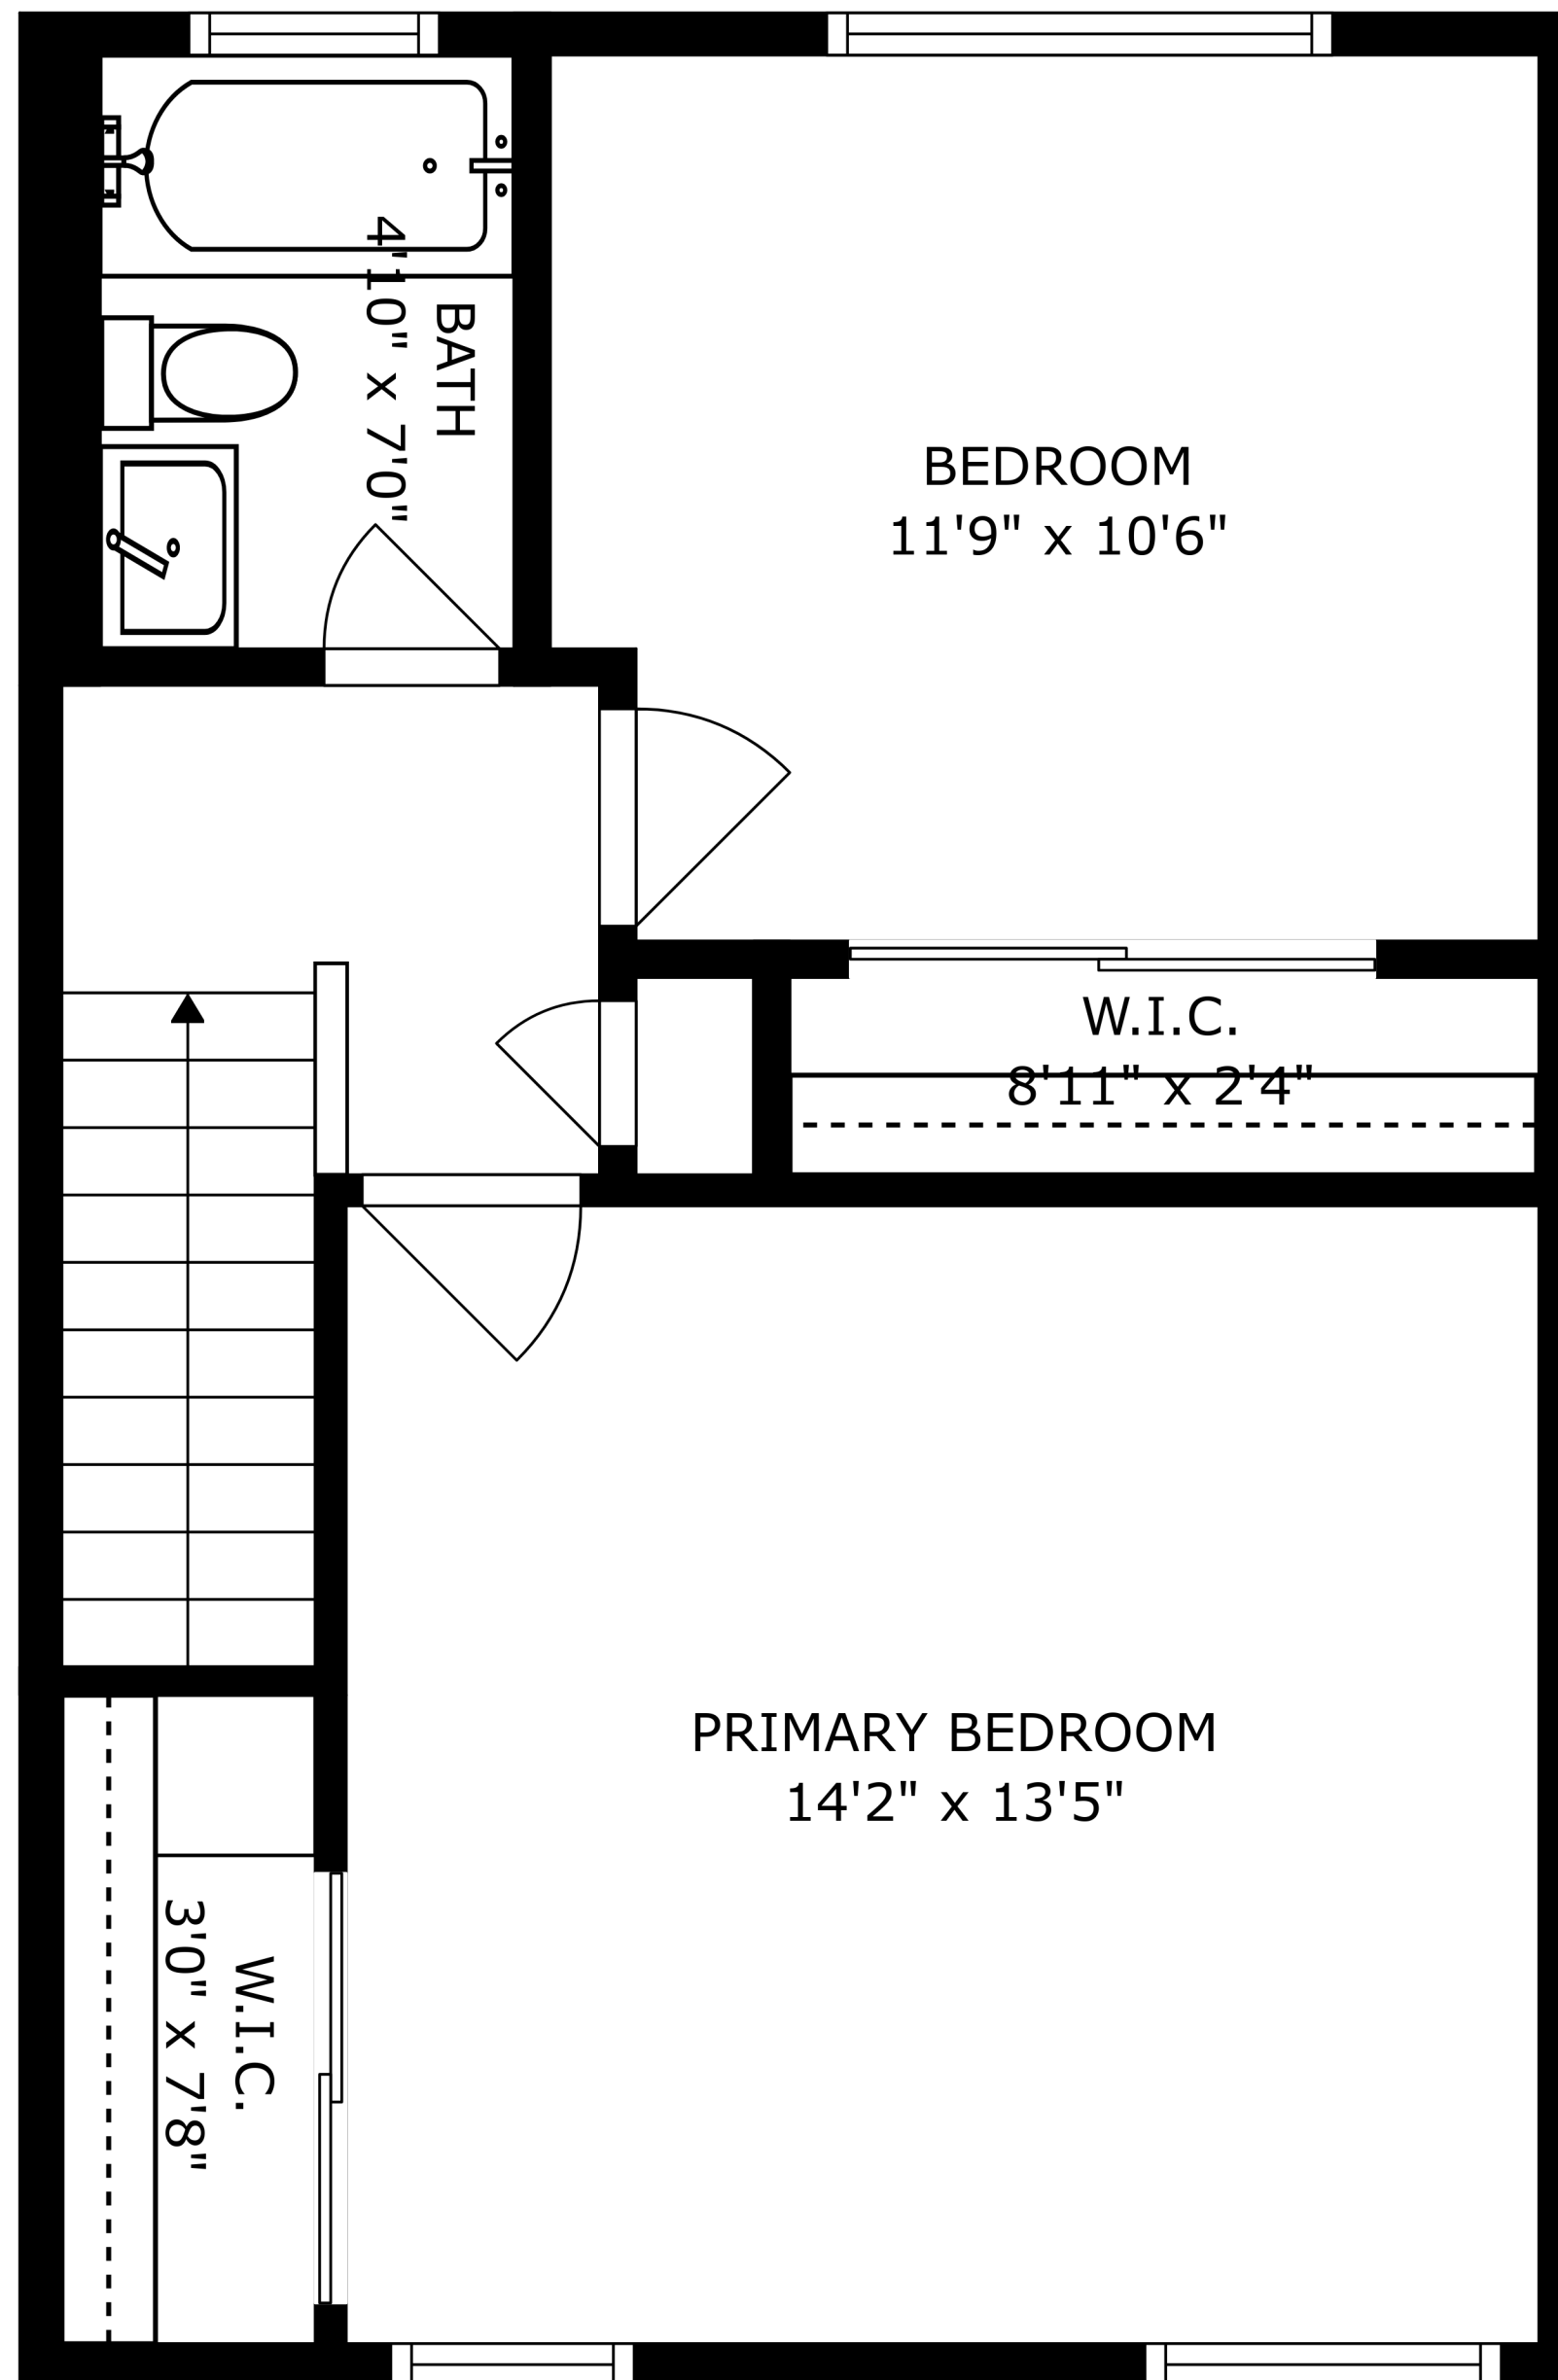 BATH
4'10" x 7'0"
BEDROOM
11'9" x 10'6"
W.I.C.
8'11" x 2'4"
PRIMARY BEDROOM
14'2" x 13'5"
W.I.C.
3'0" x 7'8"